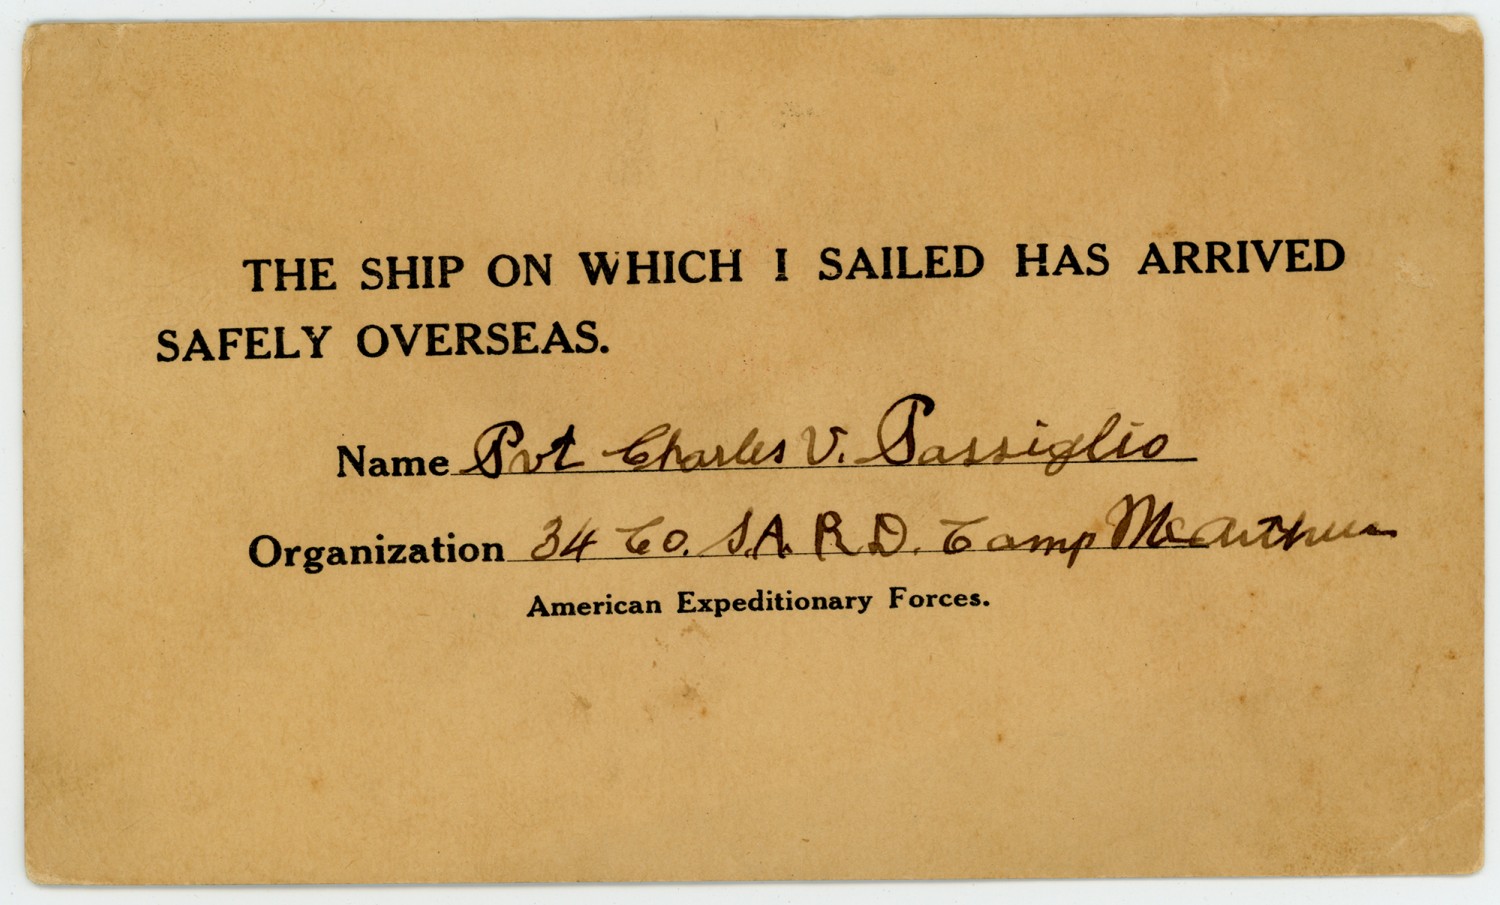 THE SHIP ON WHICH I SAILED HAS ARRIVED
SAFELY OVERSEAS.
Name Pvt Charles V. Passiglio
Organization 34 Co. S.A.R.D. Camp McArthur
American Expeditionary Forces.